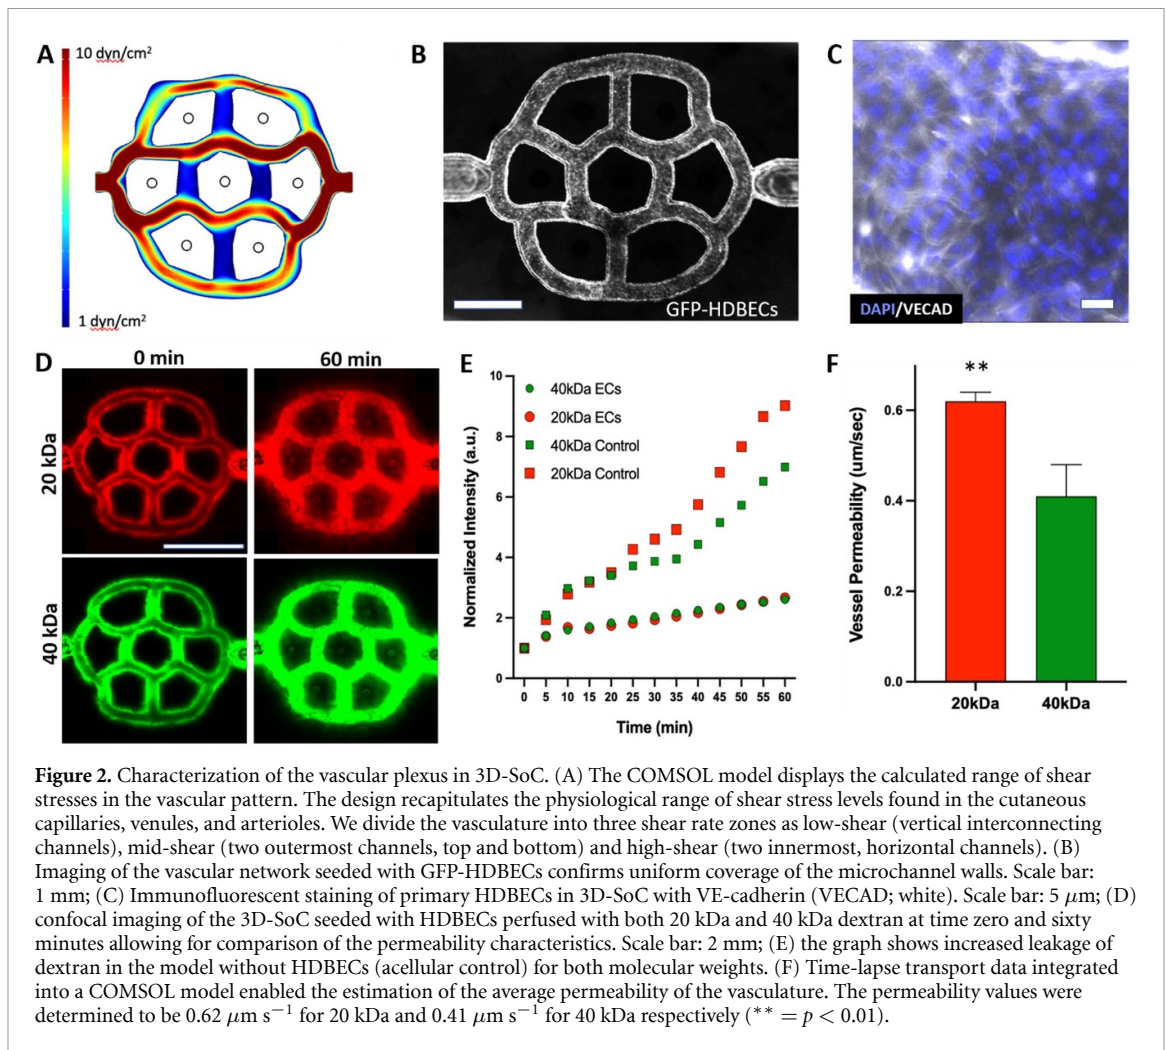 A
10 dyn/cm²
1 dyn/cm²
B
GFP-HDBECs
C
DAPI/VECAD
D
0 min
60 min
20 kDa
40 kDa
E
10
8
6
4
2
0
Normalized Intensity (a.u.)
40kDa ECs
20kDa ECs
40kDa Control
20kDa Control
0 5 10 15 20 25 30 35 40 45 50 55 60
Time (min)
F
**
0.6
0.4
0.2
0.0
Vessel Permeability (um/sec)
20kDa 40kDa
Figure 2. Characterization of the vascular plexus in 3D-SoC. (A) The COMSOL model displays the calculated range of shear
stresses in the vascular pattern. The design recapitulates the physiological range of shear stress levels found in the cutaneous
capillaries, venules, and arterioles. We divide the vasculature into three shear rate zones as low-shear (vertical interconnecting
channels), mid-shear (two outermost channels, top and bottom) and high-shear (two innermost, horizontal channels). (B)
Imaging of the vascular network seeded with GFP-HDBECs confirms uniform coverage of the microchannel walls. Scale bar:
1 mm; (C) Immunofluorescent staining of primary HDBECs in 3D-SoC with VE-cadherin (VECAD; white). Scale bar: 5 μm; (D)
confocal imaging of the 3D-SoC seeded with HDBECs perfused with both 20 kDa and 40 kDa dextran at time zero and sixty
minutes allowing for comparison of the permeability characteristics. Scale bar: 2 mm; (E) the graph shows increased leakage of
dextran in the model without HDBECs (acellular control) for both molecular weights. (F) Time-lapse transport data integrated
into a COMSOL model enabled the estimation of the average permeability of the vasculature. The permeability values were
determined to be 0.62 μm s⁻¹ for 20 kDa and 0.41 μm s⁻¹ for 40 kDa respectively (** = p < 0.01).